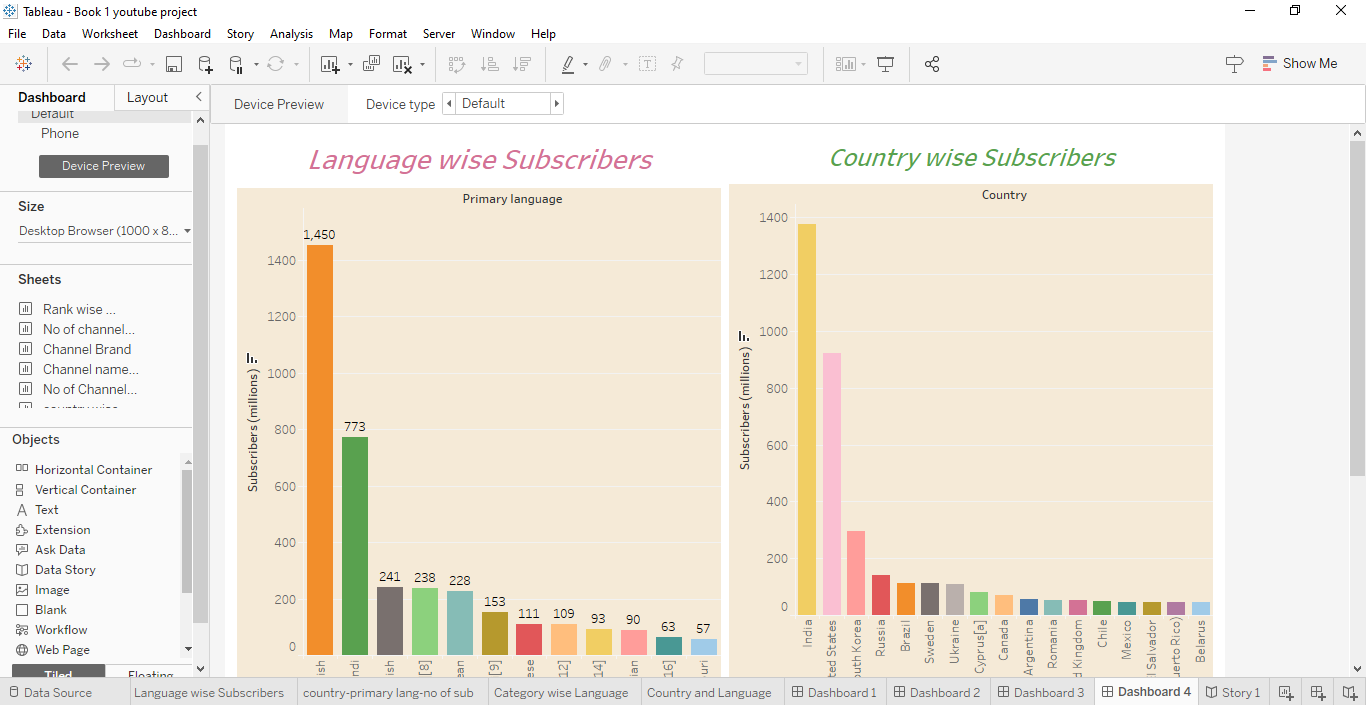 Tableau - Book 1 youtube project
File Data Worksheet Dashboard Story Analysis Map Format Server Window Help
Show Me
Dashboard Layout
Default
Phone
Device Preview
Size
Desktop Browser (1000 x 8...
Sheets
Rank wise ...
No of channel...
Channel Brand
Channel name...
No of Channel...
country wise
Objects
Horizontal Container
Vertical Container
Text
Extension
Ask Data
Data Story
Image
Blank
Workflow
Web Page
Tiled Floating
Device Preview Device type Default
Language wise Subscribers
Primary language
Subscribers (millions)
1400
1200
1000
800
600
400
200
0
1,450
773
241
238
228
153
111
109
93
90
63
57
ish
ndi
ish
[8]
ean
[9]
ese
[12]
[14]
ian
[16]
uri
Country wise Subscribers
Country
Subscribers (millions)
1400
1200
1000
800
600
400
200
0
India
ted States
outh Korea
Russia
Brazil
Sweden
Ukraine
Cyprus[a]
Canada
Argentina
Romania
d Kingdom
Chile
Mexico
l Salvador
uerto Rico)
Belarus
Data Source Language wise Subscribers country-primary lang-no of sub Category wise Language Country and Language Dashboard 1 Dashboard 2 Dashboard 3 Dashboard 4 Story 1